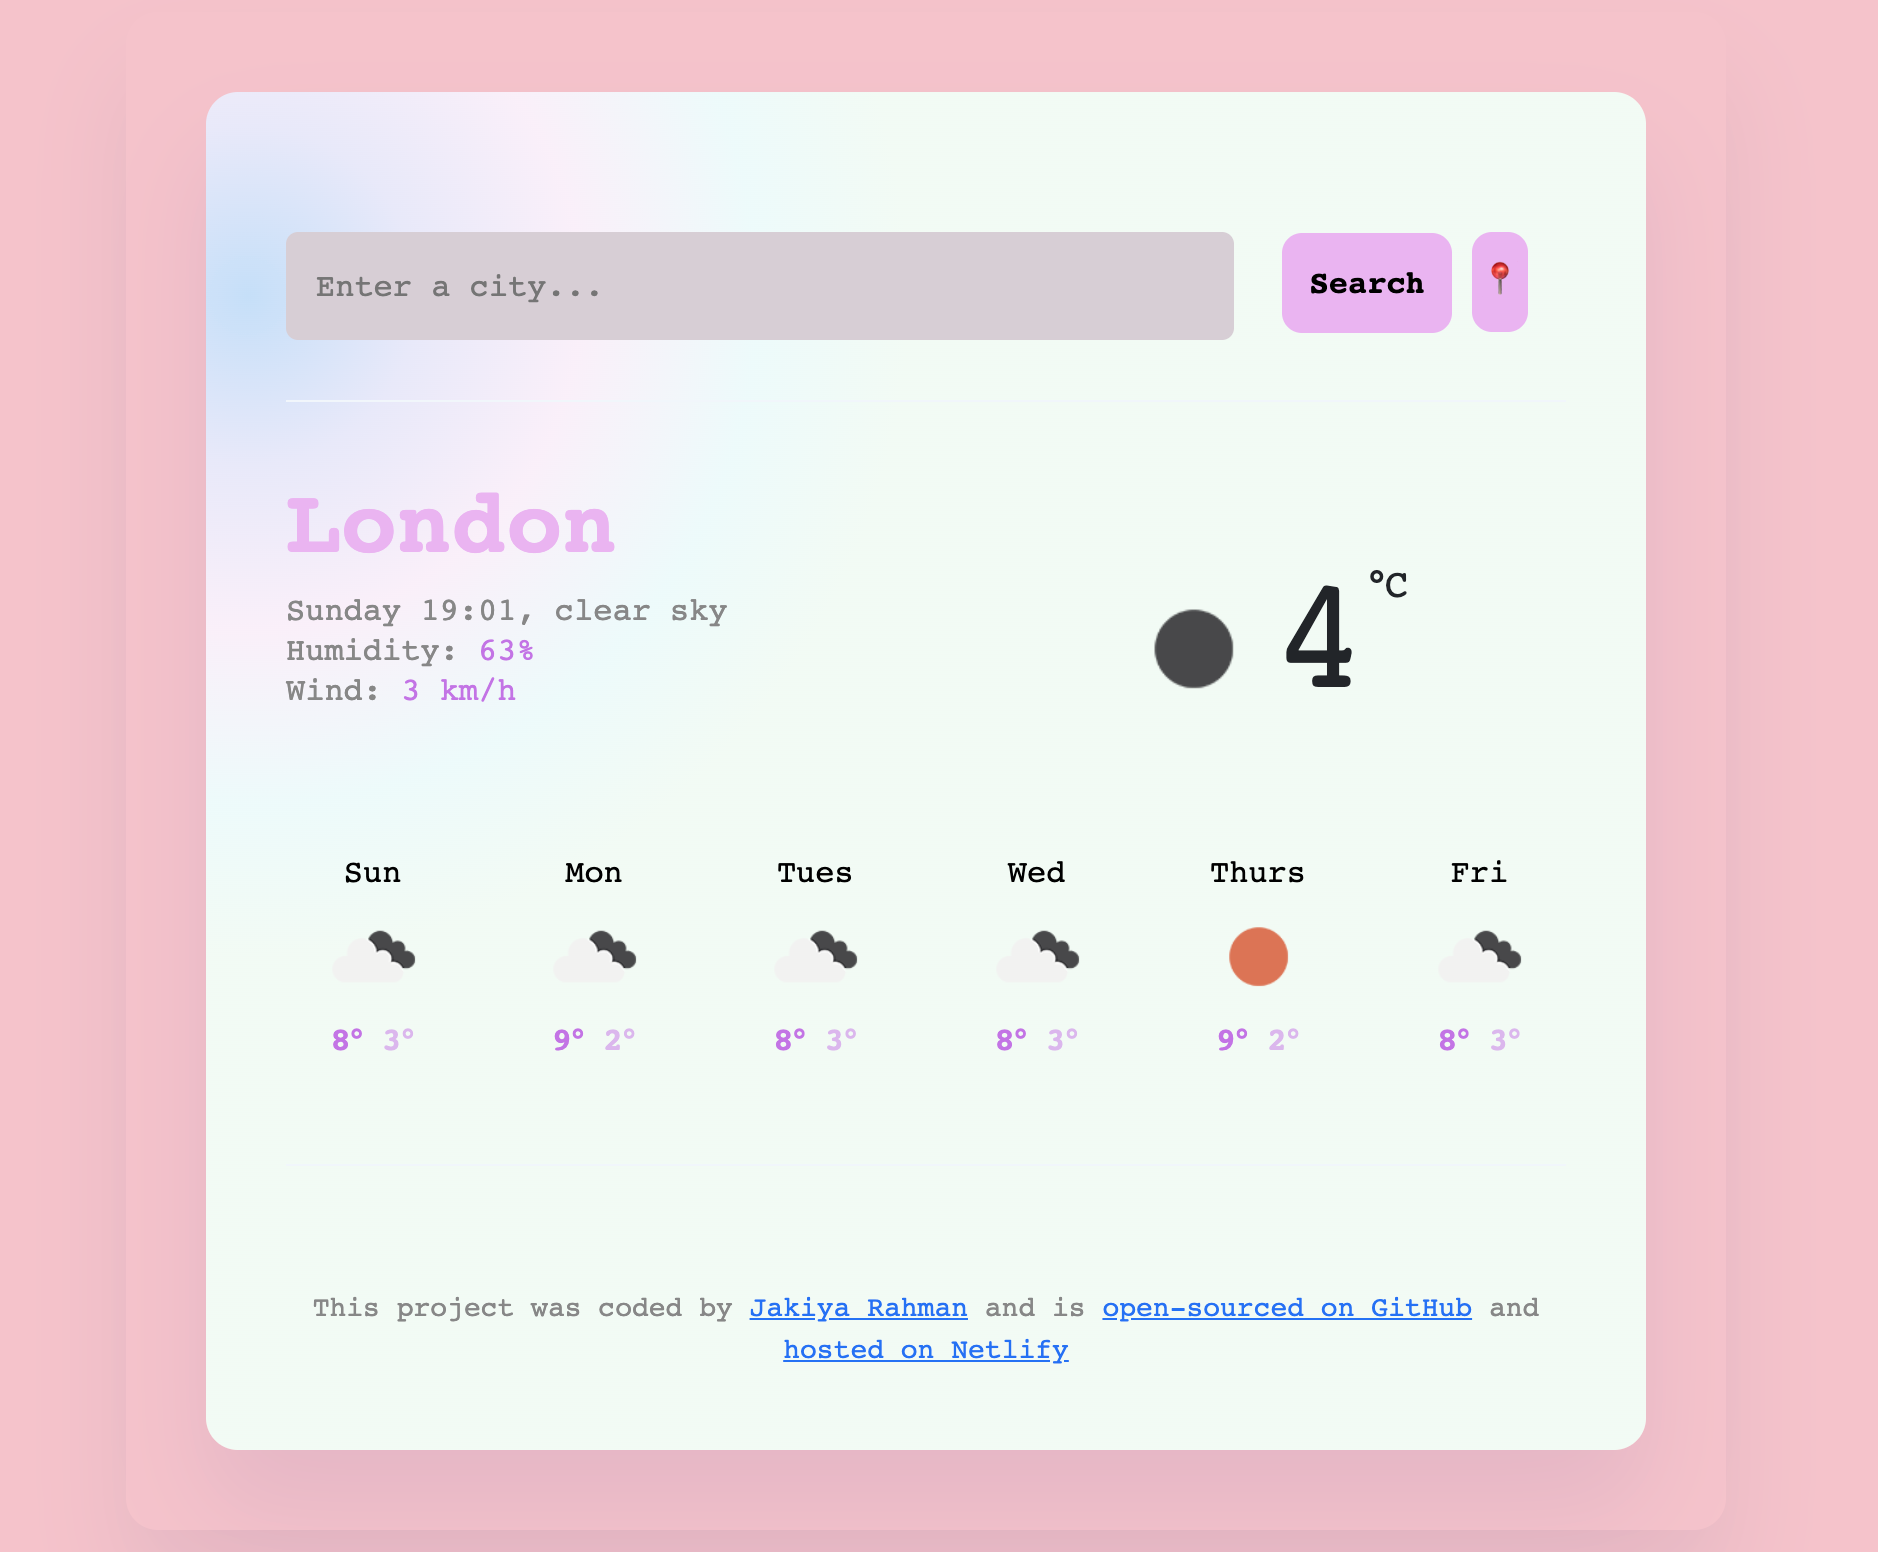 Enter a city...
Search
London
Sunday 19:01, clear sky
Humidity: 63%
Wind: 3 km/h
4 °C
Sun Mon Tues Wed Thurs Fri
8° 3° 9° 2° 8° 3° 8° 3° 9° 2° 8° 3°
This project was coded by Jakiya Rahman and is open-sourced on GitHub and
hosted on Netlify